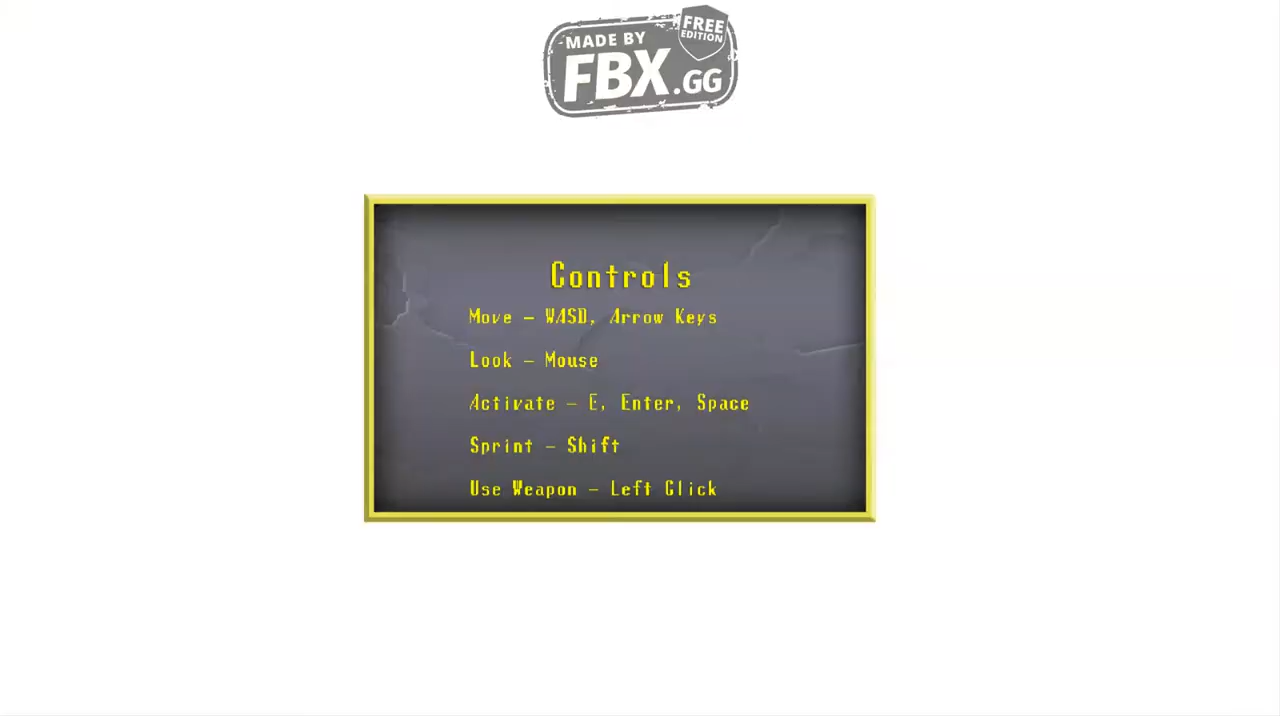 MADE BY
FREE
EDITION
FBX.GG
Controls
Move - WASD, Arrow Keys
Look - Mouse
Activate - E, Enter, Space
Sprint - Shift
Use Weapon - Left Click